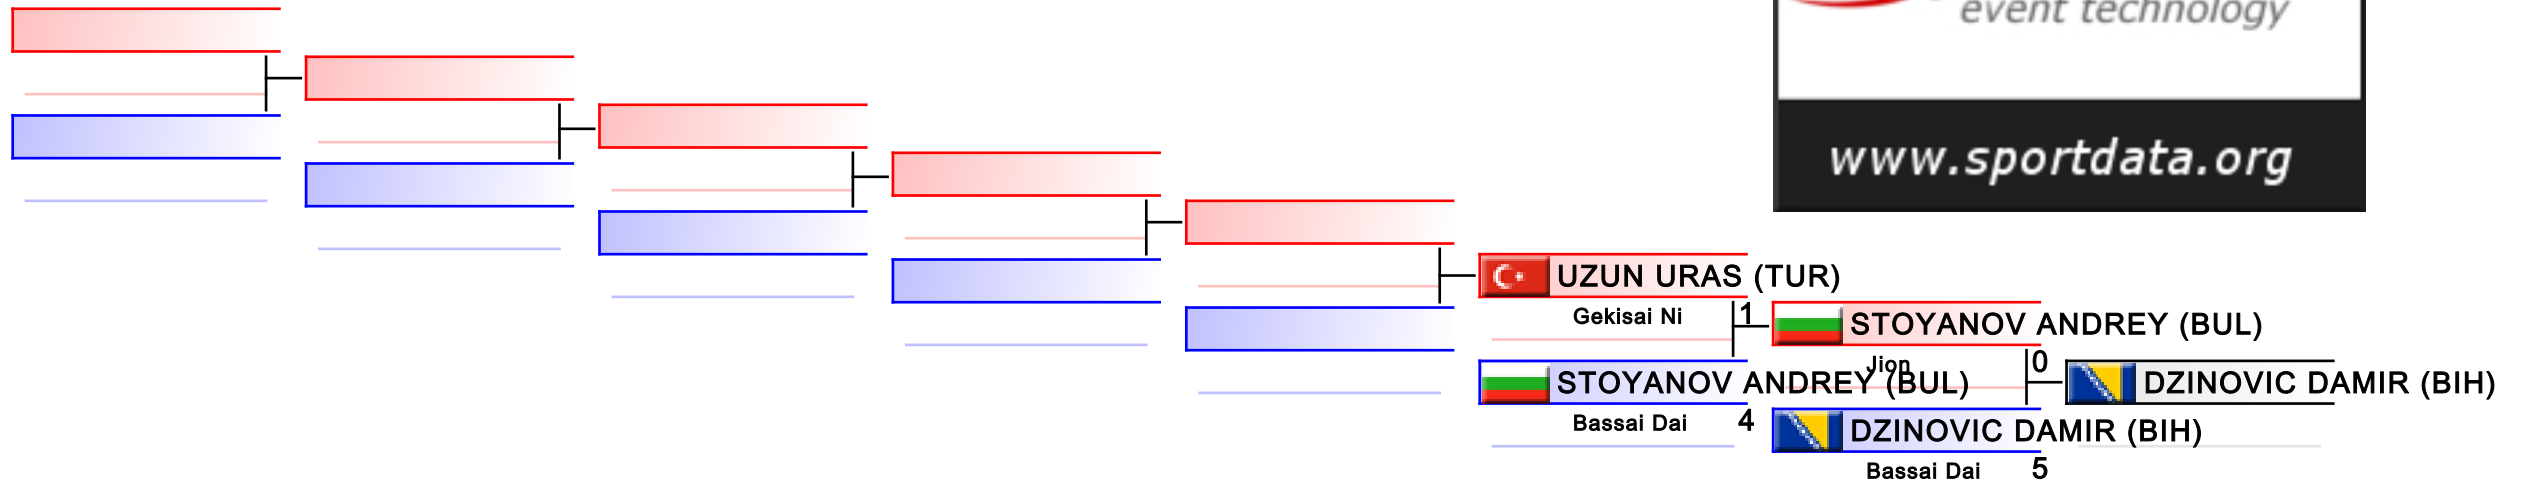 event technology
www.sportdata.org
UZUN URAS (TUR)
Gekisai Ni
1
STOYANOV ANDREY (BUL)
Jion
0
STOYANOV ANDREY (BUL)
Bassai Dai
4
DZINOVIC DAMIR (BIH)
DZINOVIC DAMIR (BIH)
Bassai Dai
5